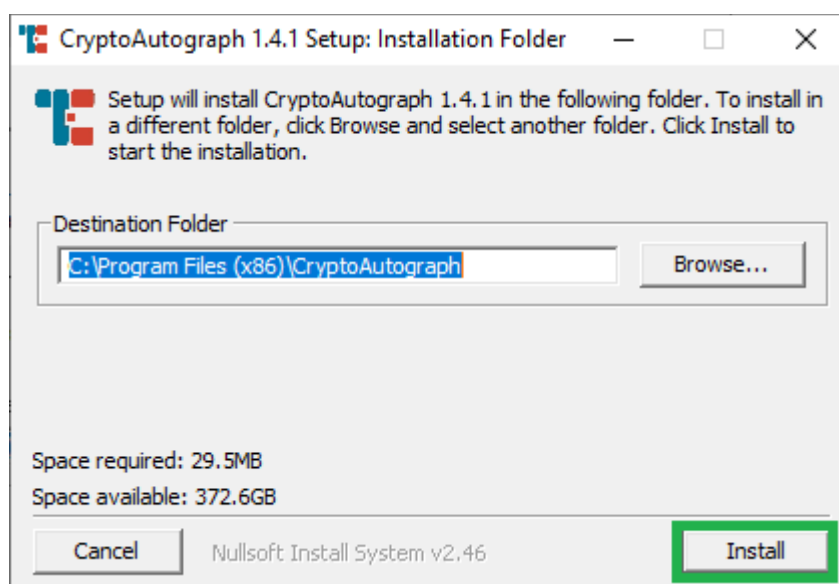 CryptoAutograph 1.4.1 Setup: Installation Folder
Setup will install CryptoAutograph 1.4.1 in the following folder. To install in
a different folder, click Browse and select another folder. Click Install to
start the installation.
Destination Folder
C:\Program Files (x86)\CryptoAutograph
Browse...
Space required: 29.5MB
Space available: 372.6GB
Cancel
Nullsoft Install System v2.46
Install